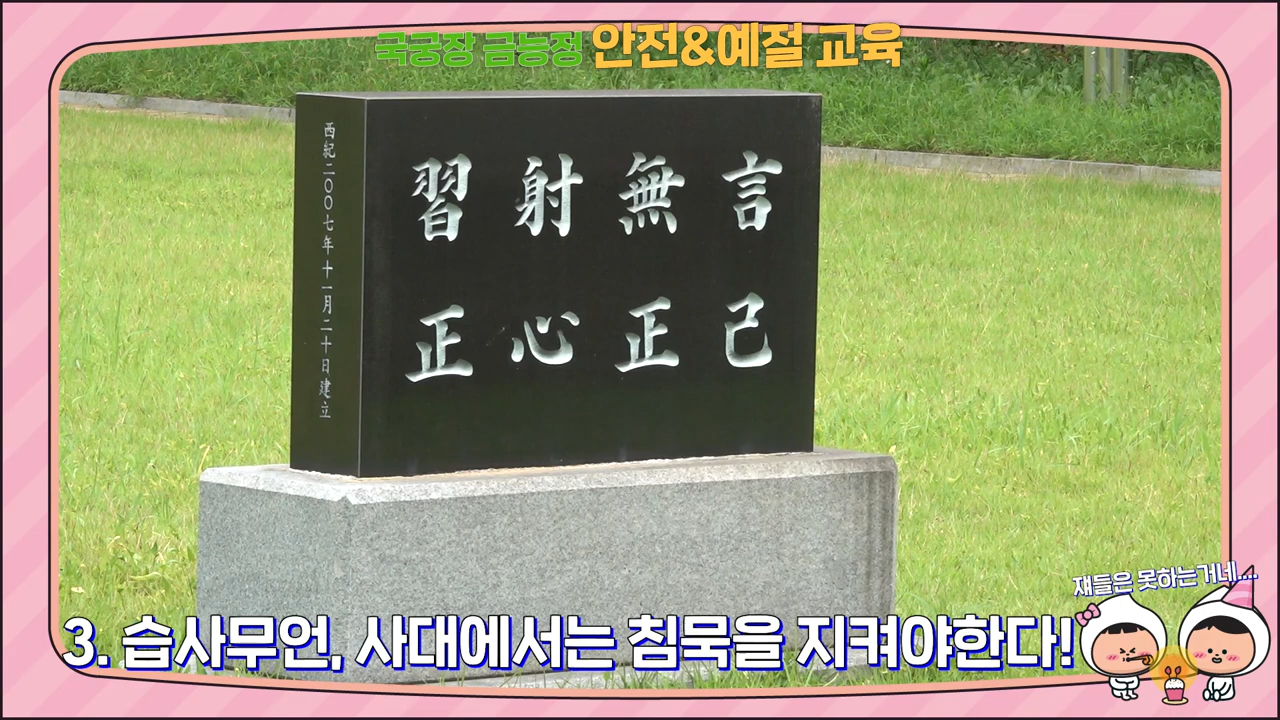 국궁장 금능정 안전&예절 교육
西紀二〇〇七年十一月二十日建立
習射無言
正心正己
쟤들은 못하는거네....
3. 습사무언, 사대에서는 침묵을 지켜야한다!